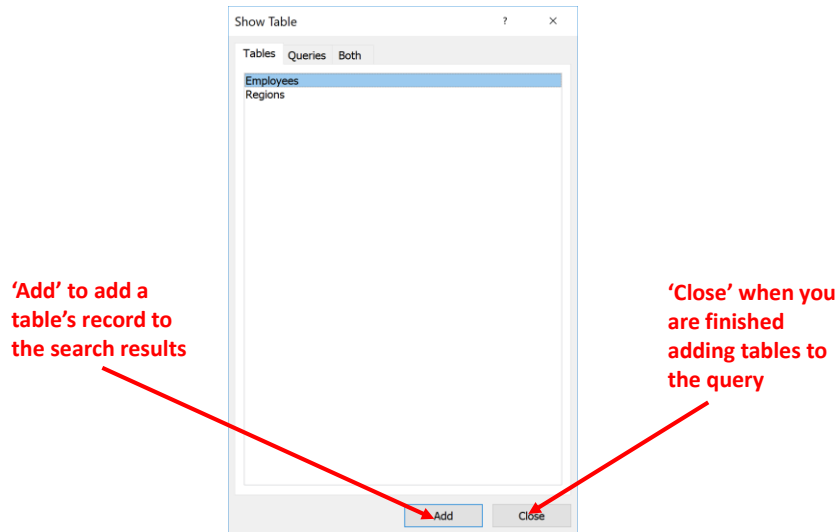 Show Table ? ×
Tables Queries Both
Employees
Regions
‘Add’ to add a
table’s record to
the search results
‘Close’ when you
are finished
adding tables to
the query
Add Close